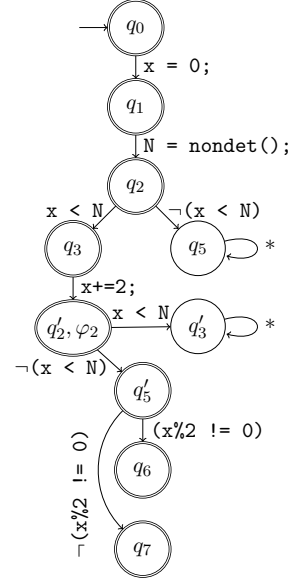 q₀
x = 0;
q₁
N = nondet();
q₂
x < N ¬(x < N)
q₃ q₅ *
x+=2;
x < N
q₂′, φ₂ q₃′ *
¬(x < N)
q₅′
(x%2 != 0)
¬(x%2 != 0)
q₆
q₇